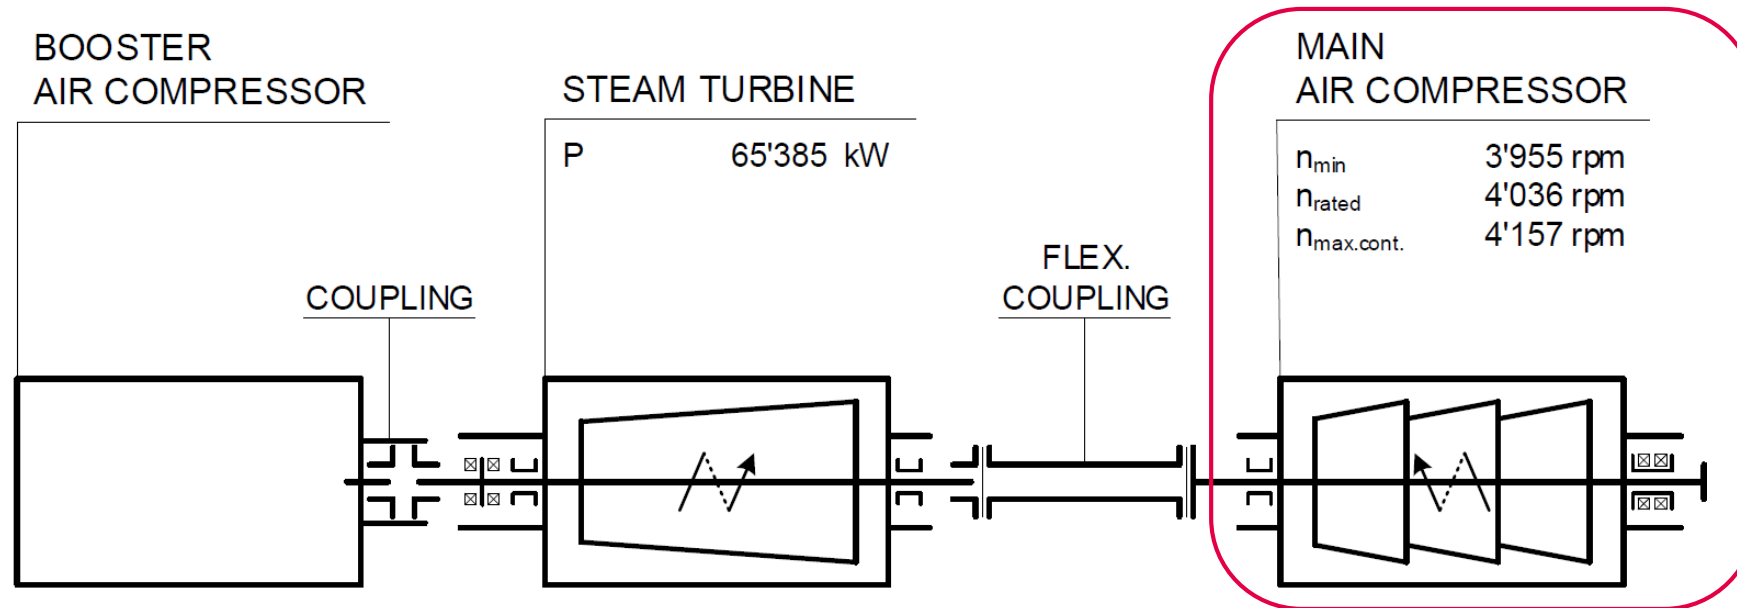 BOOSTER
AIR COMPRESSOR
STEAM TURBINE
P 65'385 kW
MAIN
AIR COMPRESSOR
nmin 3'955 rpm
nrated 4'036 rpm
nmax.cont. 4'157 rpm
COUPLING
FLEX.
COUPLING